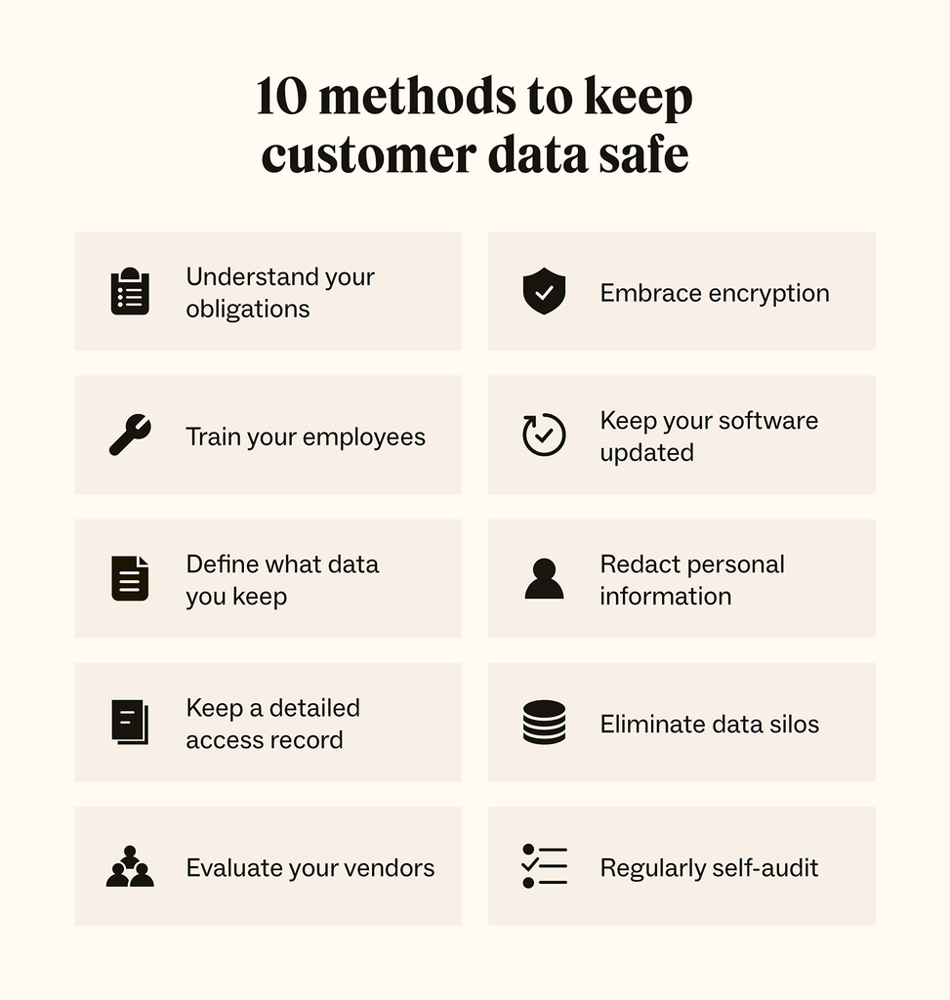 10 methods to keep
customer data safe
Understand your
obligations
Embrace encryption
Train your employees
Keep your software
updated
Define what data
you keep
Redact personal
information
Keep a detailed
access record
Eliminate data silos
Evaluate your vendors
Regularly self-audit